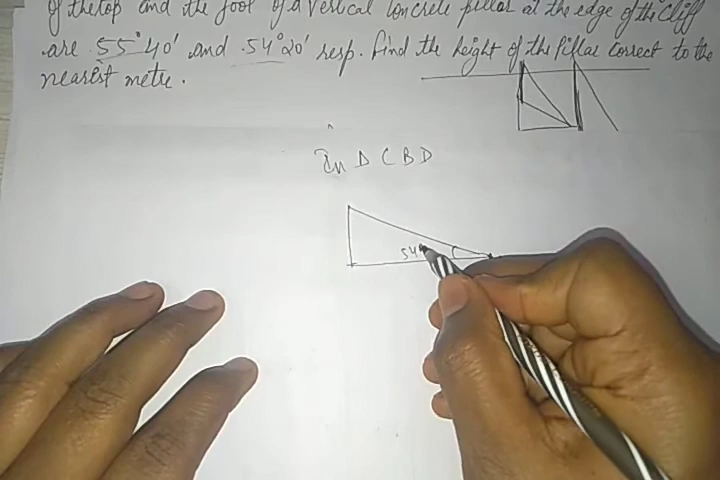 of the top and the foot of a vertical concrete pillar at the edge of the cliff
are 55°40' and 54°20' resp. find the height of the Pillar correct to the
nearest metre.
In Δ CBD
54